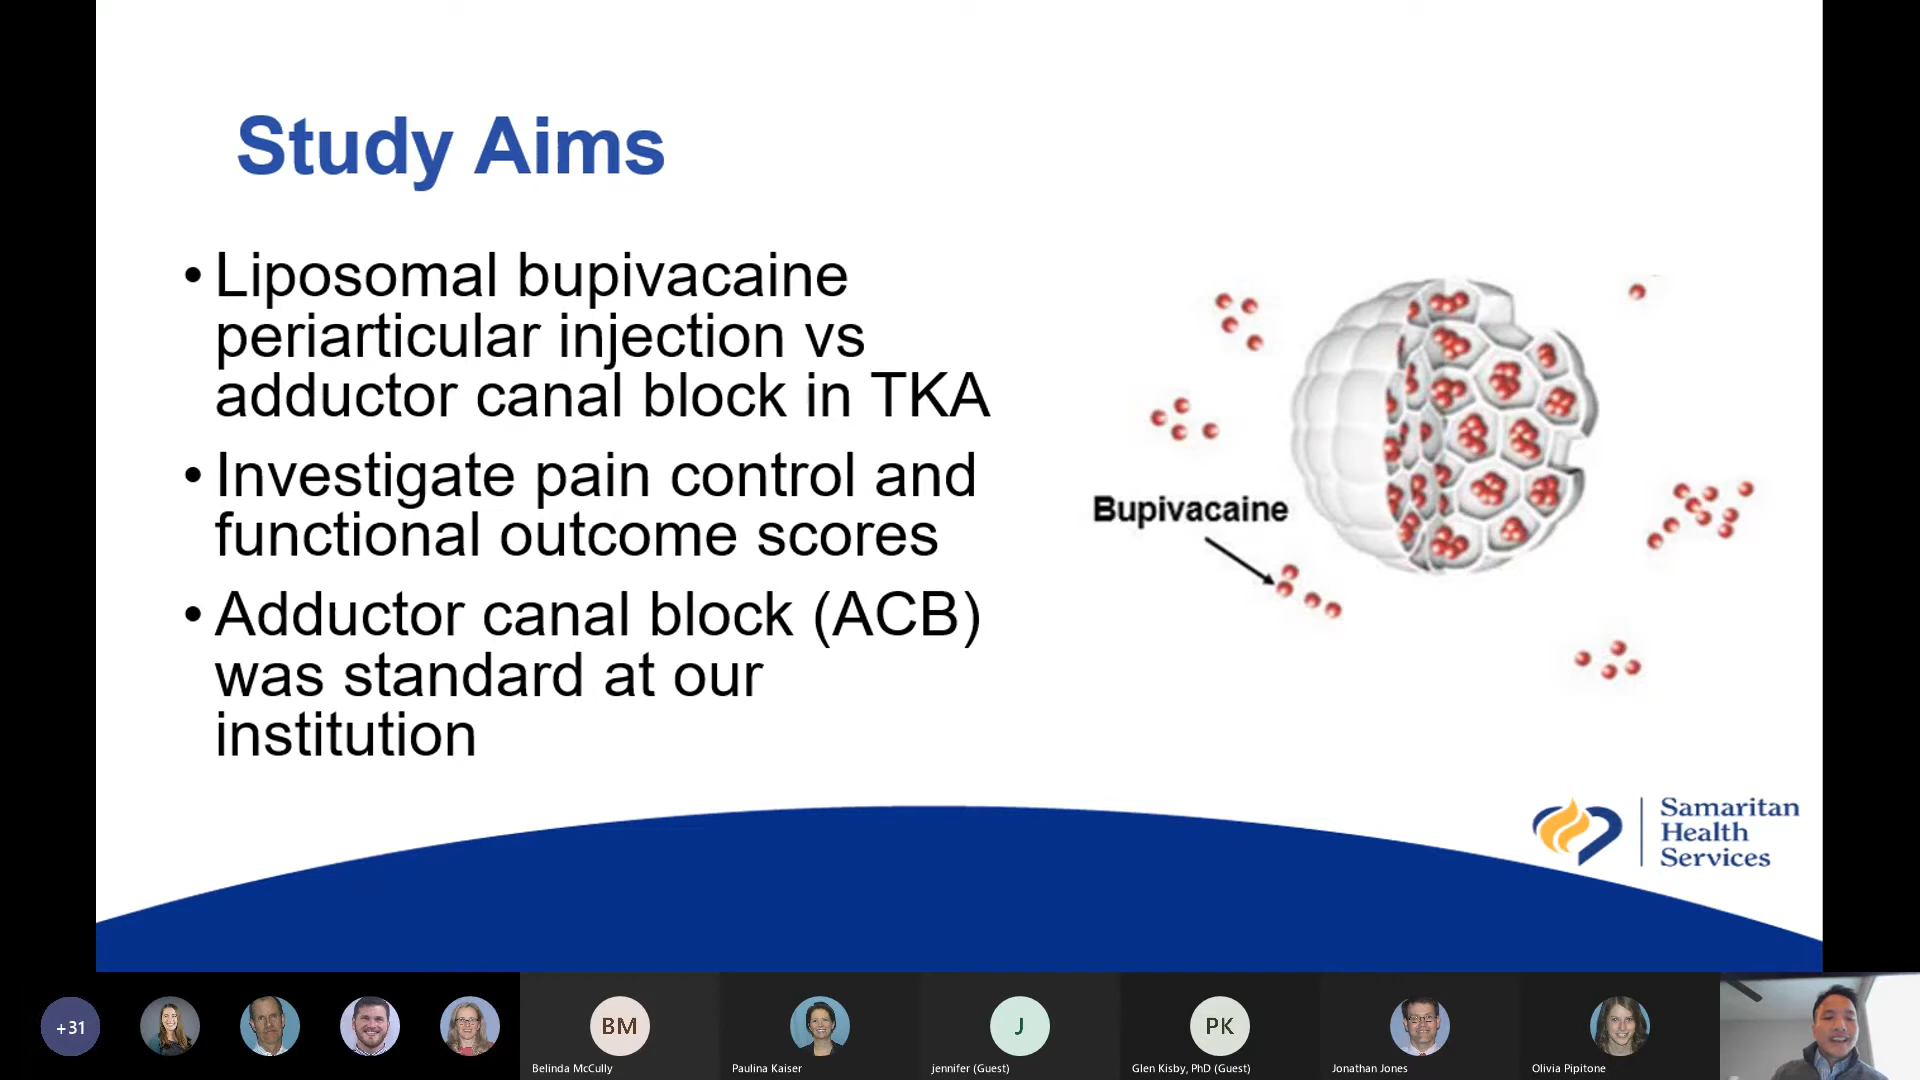 Study Aims
• Liposomal bupivacaine
periarticular injection vs
adductor canal block in TKA
• Investigate pain control and
functional outcome scores
• Adductor canal block (ACB)
was standard at our
institution
Bupivacaine
Samaritan
Health
Services
+31
BM
J
PK
Belinda McCully
Paulina Kaiser
jennifer (Guest)
Glen Kisby, PhD (Guest)
Jonathan Jones
Olivia Pipitone